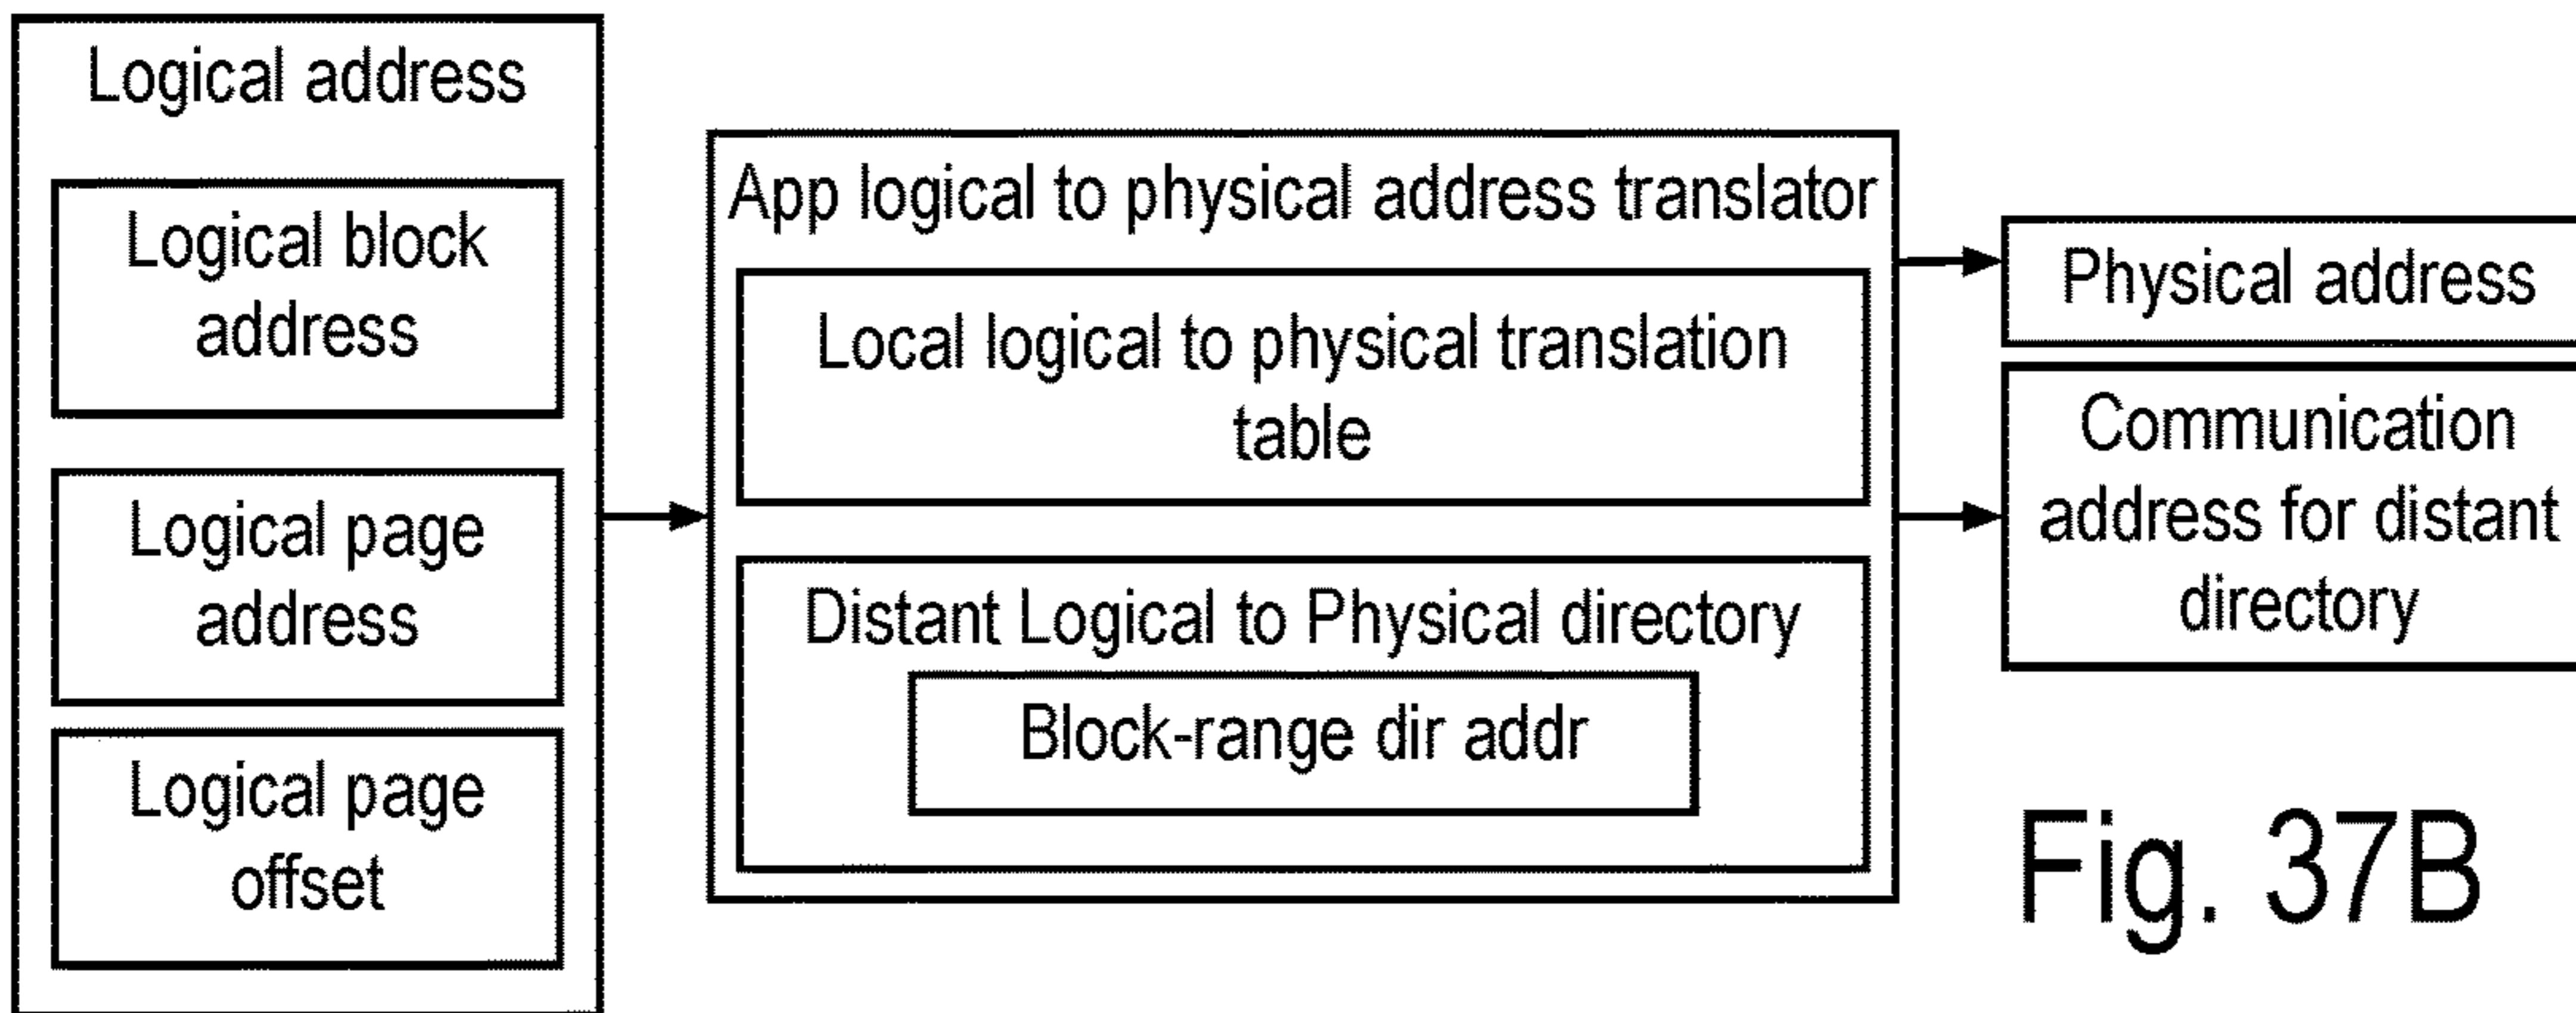 Logical address
Logical block
address
Logical page
address
Logical page
offset
App logical to physical address translator
Local logical to physical translation
table
Distant Logical to Physical directory
Block-range dir addr
Physical address
Communication
address for distant
directory
Fig. 37B